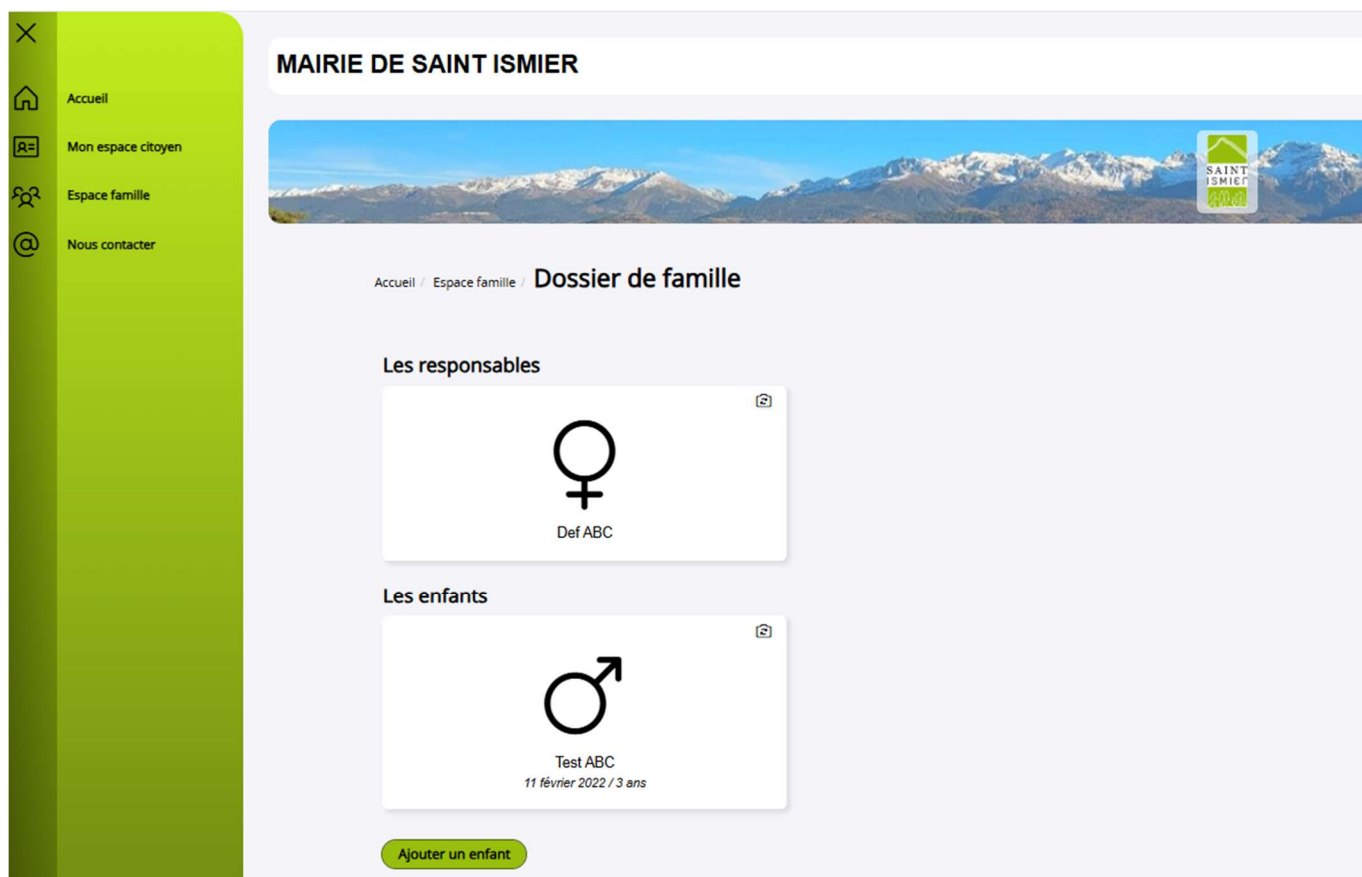 MAIRIE DE SAINT ISMIER
Accueil
Mon espace citoyen
Espace famille
Nous contacter
SAINT
ISMIER
Accueil / Espace famille / Dossier de famille
Les responsables
Def ABC
Les enfants
Test ABC
11 février 2022 / 3 ans
Ajouter un enfant